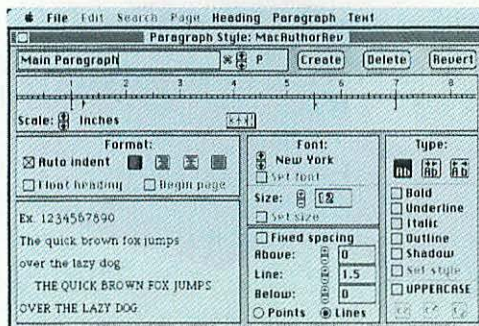 File Edit Search Page Heading Paragraph Text
Paragraph Style: MacAuthorRev
Main Paragraph
⌘ P
Create
Delete
Revert
1 2 3 4 5 6 7 8
Scale: Inches
Format:
Auto indent
Float heading
Begin page
Ex. 1234567890
The quick brown fox jumps
over the lazy dog
THE QUICK BROWN FOX JUMPS
OVER THE LAZY DOG
Font:
New York
Set font
Size: 12
Set size
Fixed spacing
Above: 0
Line: 1.5
Below: 0
Points Lines
Type:
Bold
Underline
Italic
Outline
Shadow
Set style
UPPERCASE